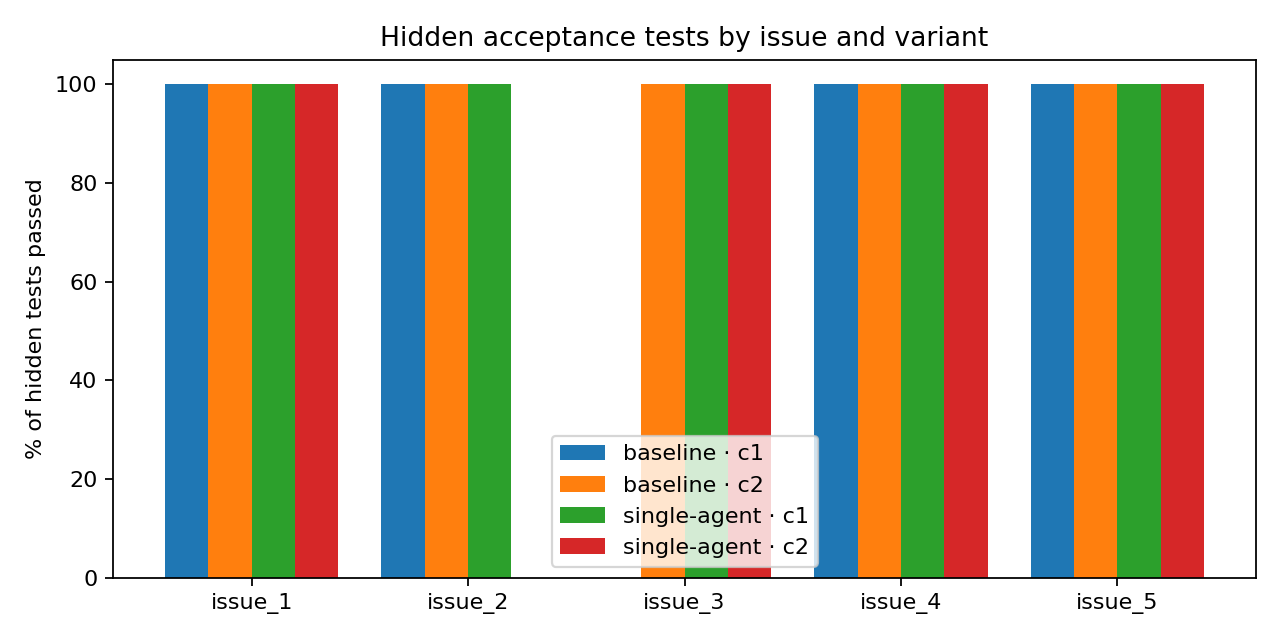 Hidden acceptance tests by issue and variant
% of hidden tests passed
100
80
60
40
20
0
baseline · c1
baseline · c2
single-agent · c1
single-agent · c2
issue_1 issue_2 issue_3 issue_4 issue_5